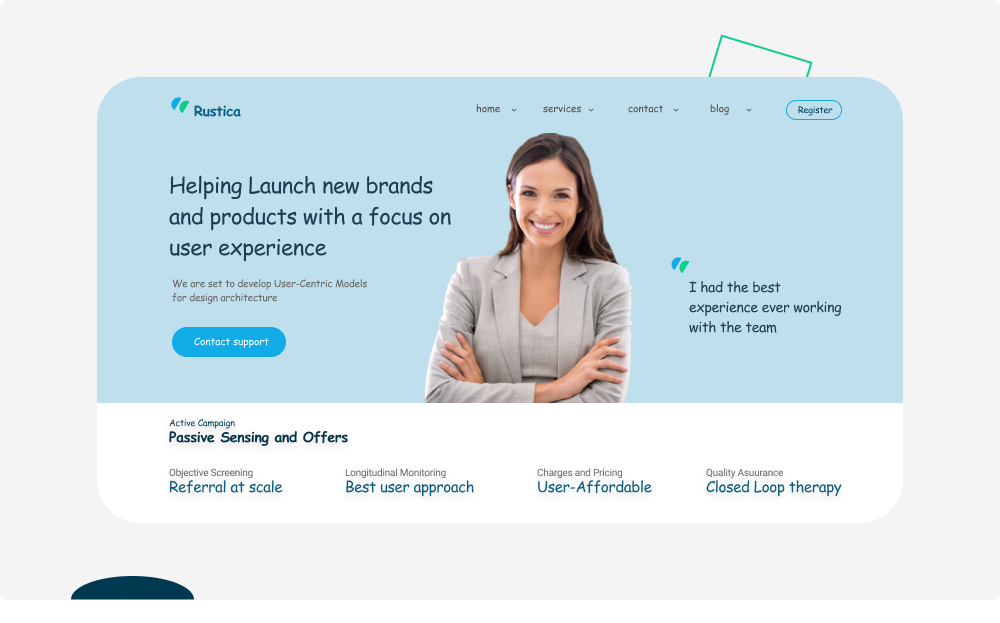 Rustica
home
services
contact
blog
Register
Helping Launch new brands
and products with a focus on
user experience
We are set to develop User-Centric Models
for design architecture
Contact support
I had the best
experience ever working
with the team
Active Campaign
Passive Sensing and Offers
Objective Screening
Referral at scale
Longitudinal Monitoring
Best user approach
Charges and Pricing
User-Affordable
Quality Asuurance
Closed Loop therapy